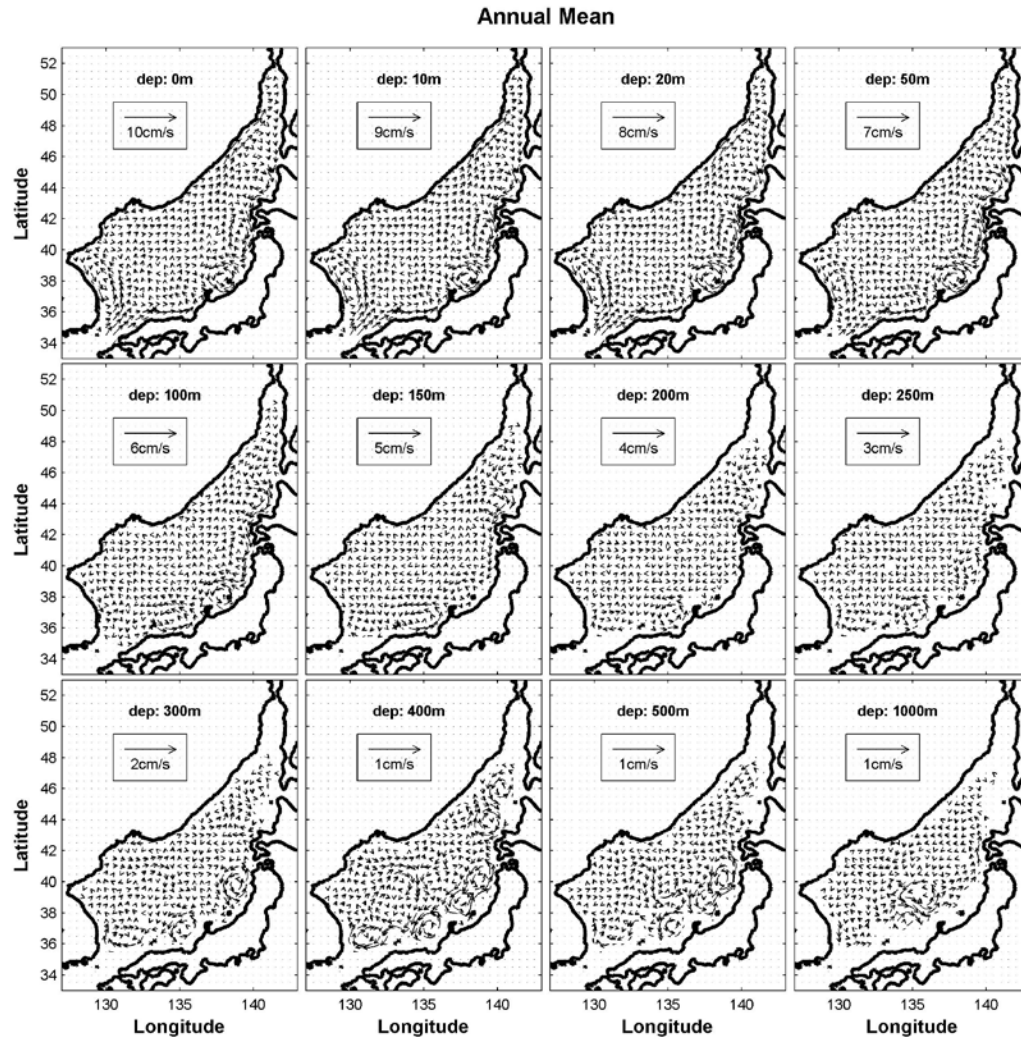 Annual Mean
Latitude
52
50
48
46
44
42
40
38
36
34
dep: 0m
10cm/s
dep: 10m
9cm/s
dep: 20m
8cm/s
dep: 50m
7cm/s
Latitude
52
50
48
46
44
42
40
38
36
34
dep: 100m
6cm/s
dep: 150m
5cm/s
dep: 200m
4cm/s
dep: 250m
3cm/s
Latitude
52
50
48
46
44
42
40
38
36
34
dep: 300m
2cm/s
dep: 400m
1cm/s
dep: 500m
1cm/s
dep: 1000m
1cm/s
130 135 140
130 135 140
130 135 140
130 135 140
Longitude
Longitude
Longitude
Longitude